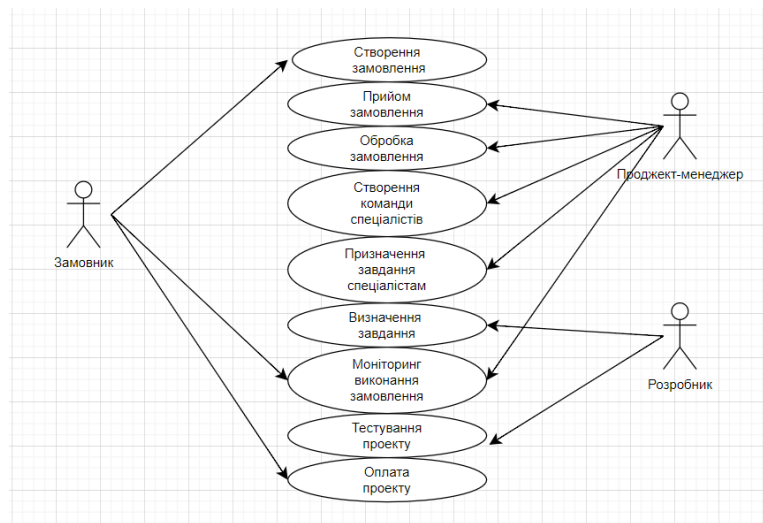 Створення
замовлення
Прийом
замовлення
Обробка
замовлення
Створення
команди
спеціалістів
Призначення
завдання
спеціалістам
Визначення
завдання
Моніторинг
виконання
замовлення
Тестування
проекту
Оплата
проекту
Замовник
Проджект-менеджер
Розробник